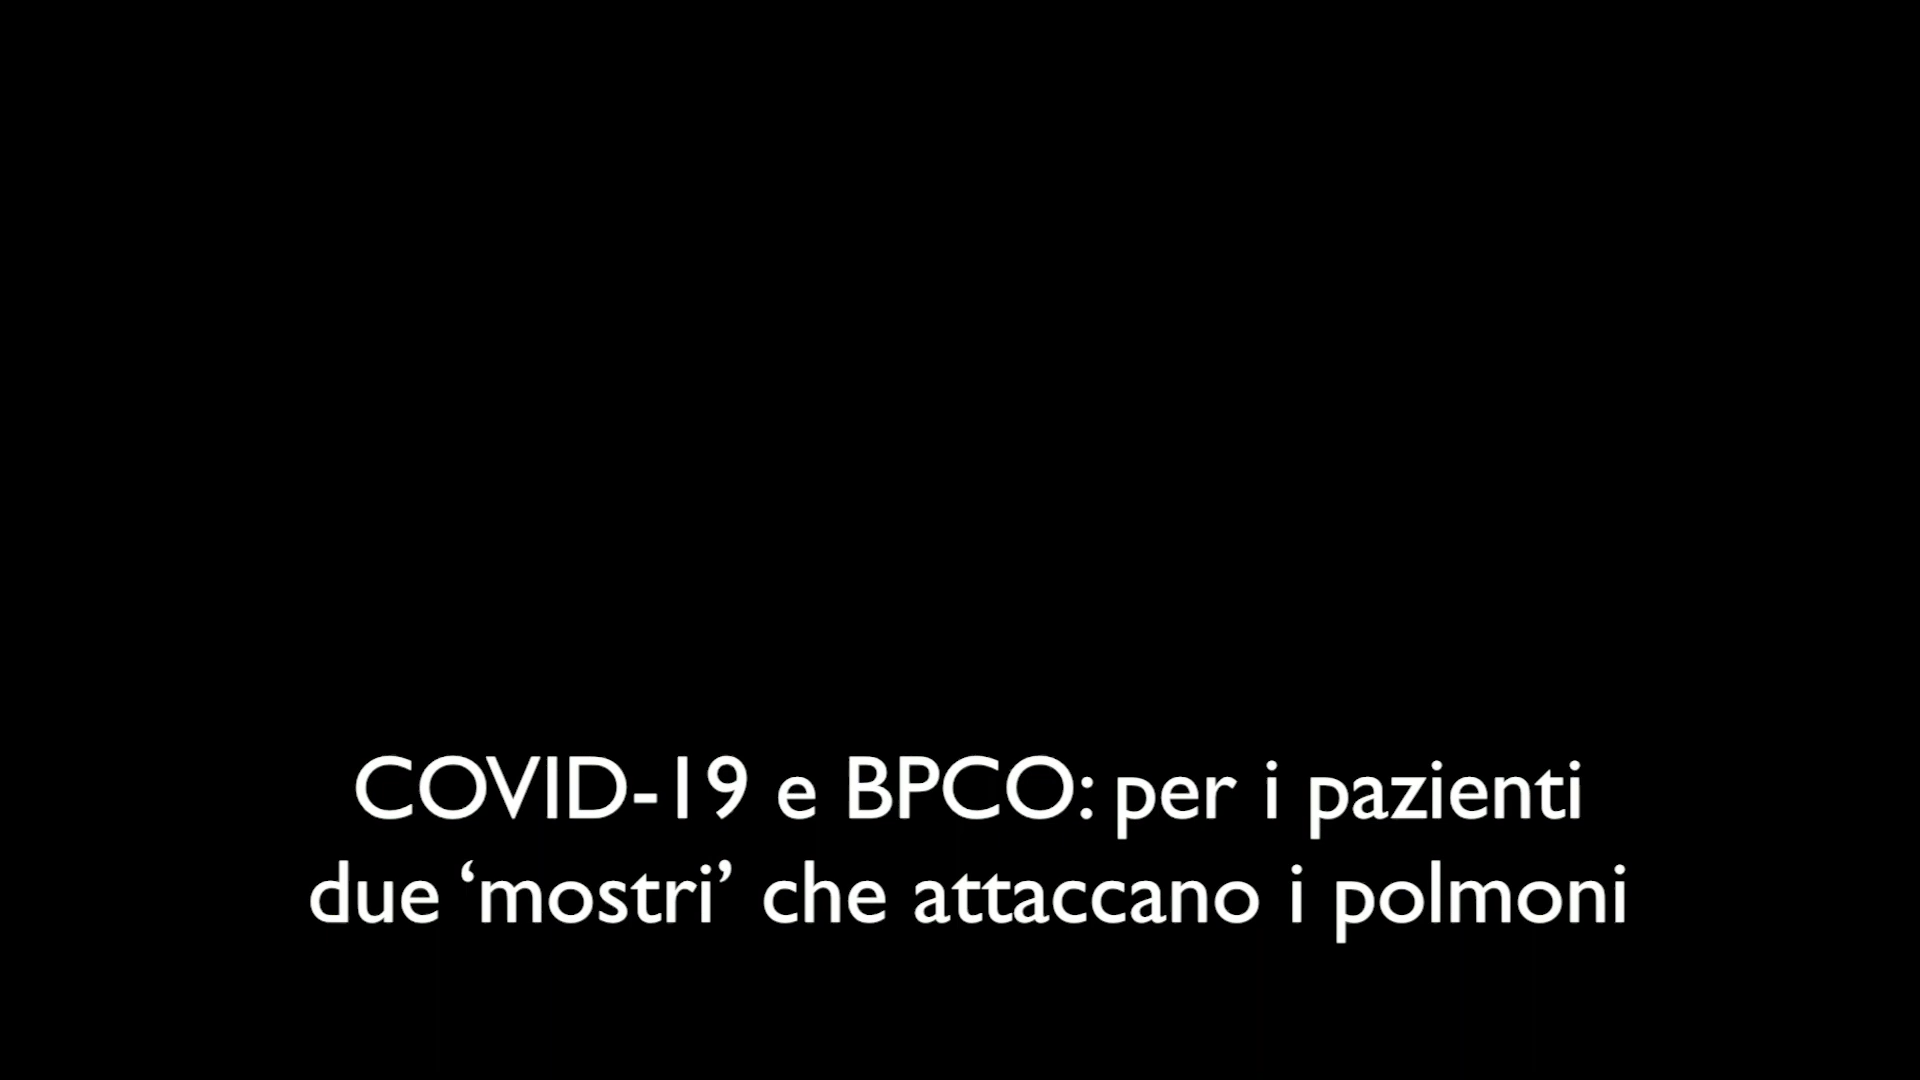 COVID-19 e BPCO: per i pazienti
due ‘mostri’ che attaccano i polmoni